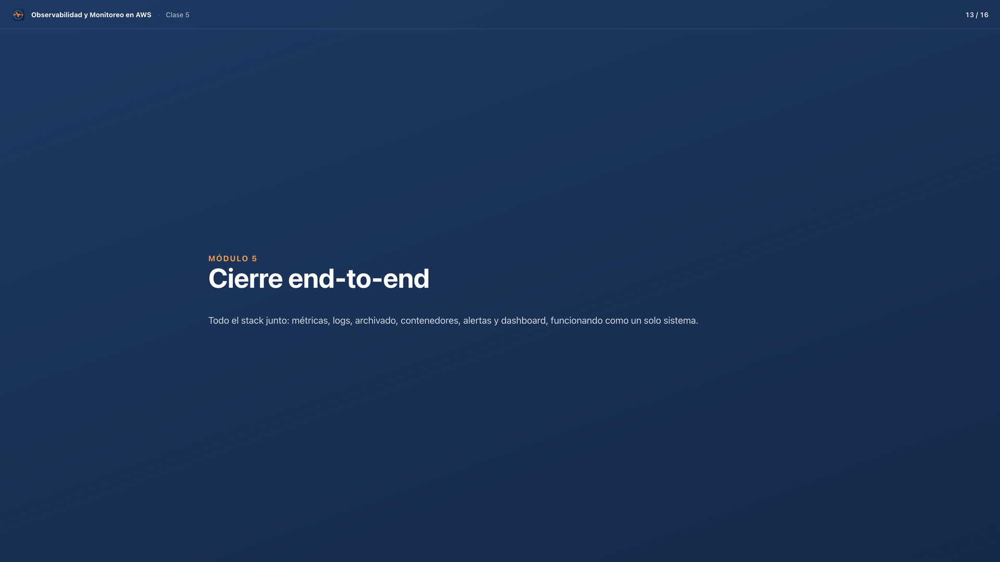 Observabilidad y Monitoreo en AWS · Clase 5
13 / 16
MÓDULO 5
Cierre end-to-end
Todo el stack junto: métricas, logs, archivado, contenedores, alertas y dashboard, funcionando como un solo sistema.